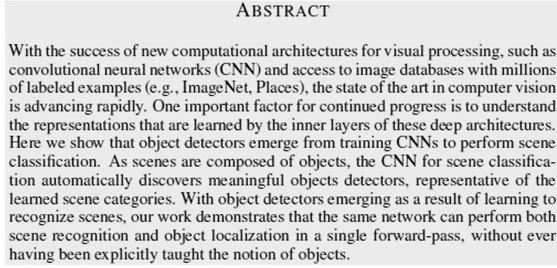 ABSTRACT
With the success of new computational architectures for visual processing, such as
convolutional neural networks (CNN) and access to image databases with millions
of labeled examples (e.g., ImageNet, Places), the state of the art in computer vision
is advancing rapidly. One important factor for continued progress is to understand
the representations that are learned by the inner layers of these deep architectures.
Here we show that object detectors emerge from training CNNs to perform scene
classification. As scenes are composed of objects, the CNN for scene classifica-
tion automatically discovers meaningful objects detectors, representative of the
learned scene categories. With object detectors emerging as a result of learning to
recognize scenes, our work demonstrates that the same network can perform both
scene recognition and object localization in a single forward-pass, without ever
having been explicitly taught the notion of objects.